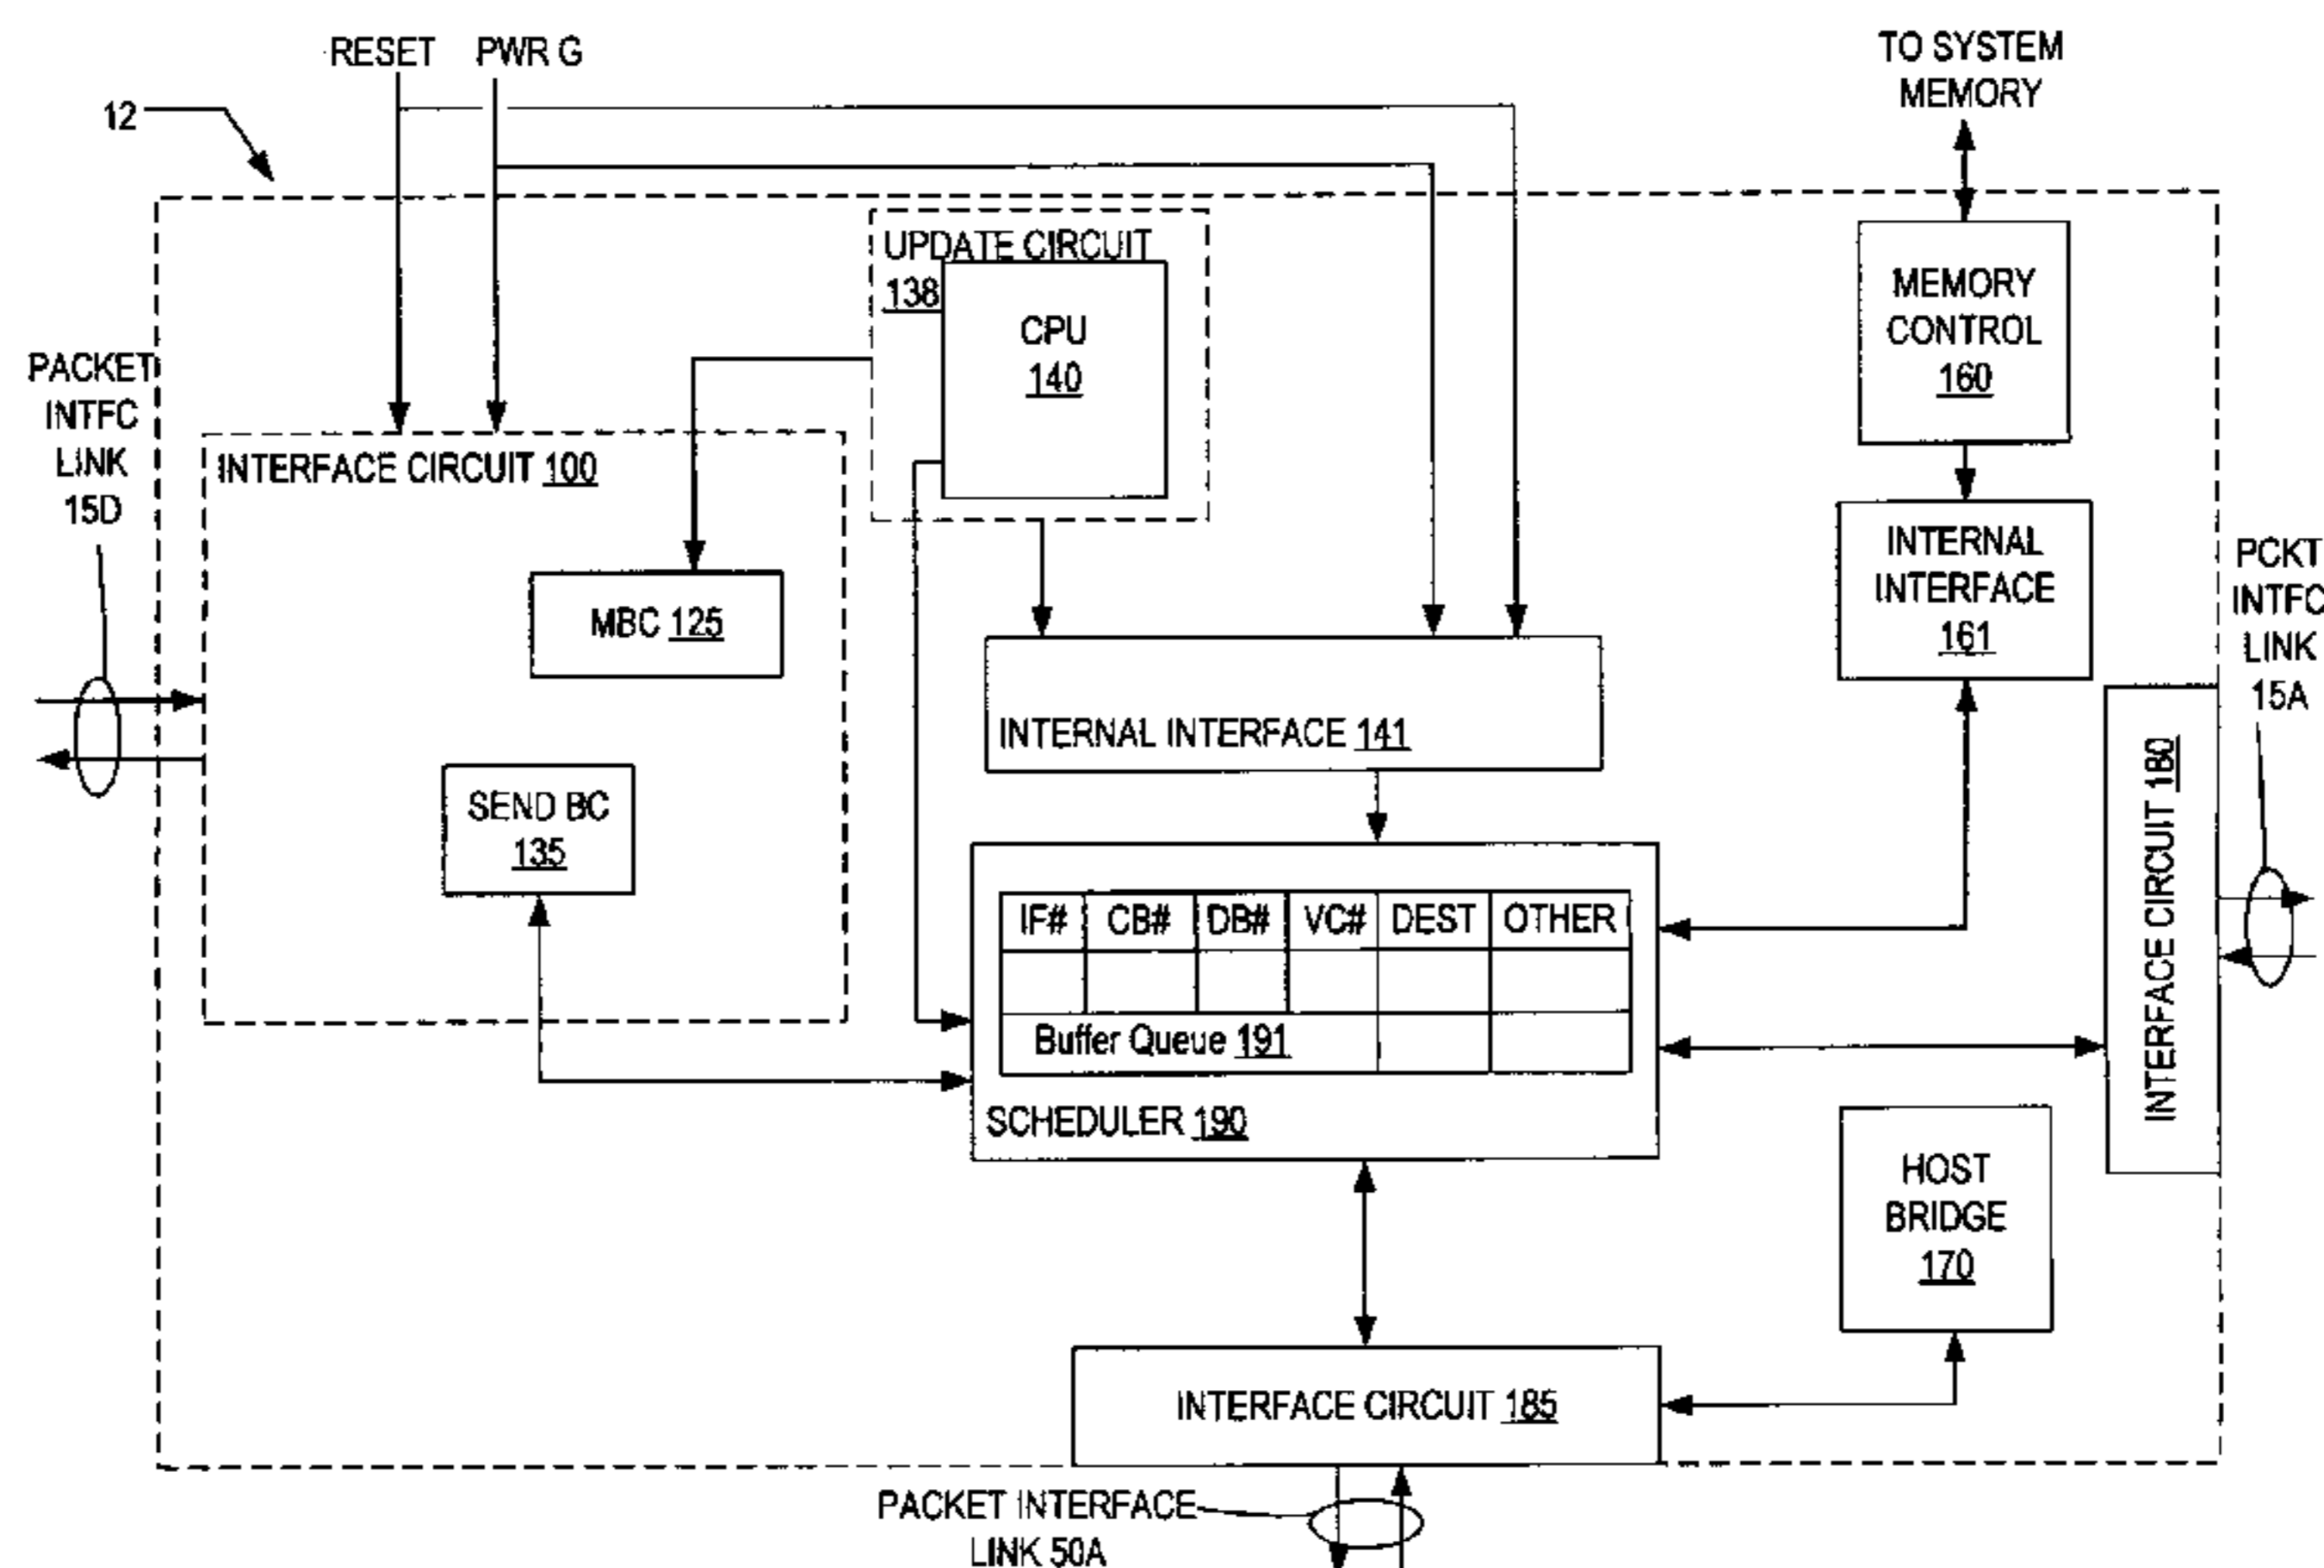 RESET
PWR G
12
TO SYSTEM
MEMORY
UPDATE CIRCUIT
138
CPU
140
MEMORY
CONTROL
160
PACKET
INTFC
LINK
15D
INTERFACE CIRCUIT 100
MBC 125
INTERNAL
INTERFACE
161
PCKT
INTFC
LINK
15A
INTERNAL INTERFACE 141
SEND BC
135
INTERFACE CIRCUIT 180
IF# CB# DB# VC# DEST OTHER
Buffer Queue 191
SCHEDULER 190
HOST
BRIDGE
170
INTERFACE CIRCUIT 185
PACKET INTERFACE
LINK 50A